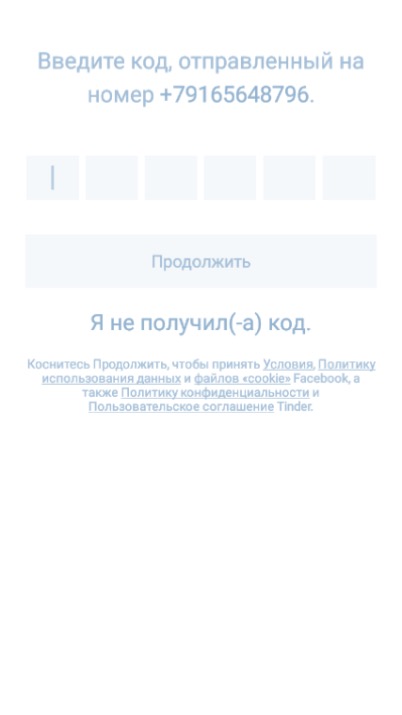 Введите код, отправленный на
номер +79165648796.
Продолжить
Я не получил(-а) код.
Коснитесь Продолжить, чтобы принять Условия, Политику
использования данных и файлов «cookie» Facebook, а
также Политику конфиденциальности и
Пользовательское соглашение Tinder.